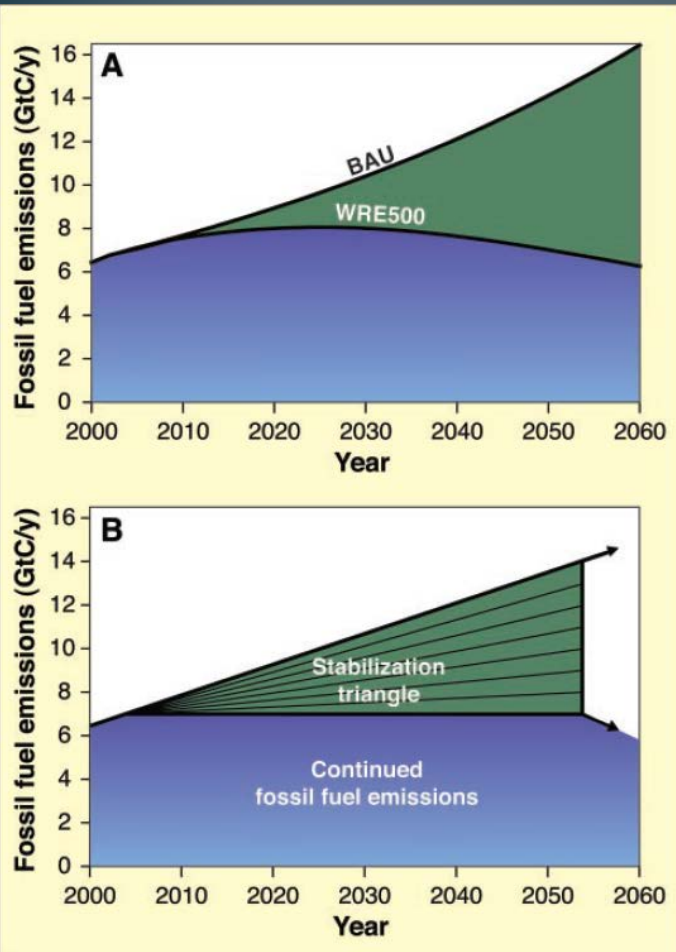 A
Fossil fuel emissions (GtC/y)
16
14
12
10
8
6
4
2
0
BAU
WRE500
2000 2010 2020 2030 2040 2050 2060
Year
B
Fossil fuel emissions (GtC/y)
16
14
12
10
8
6
4
2
0
Stabilization
triangle
Continued
fossil fuel emissions
2000 2010 2020 2030 2040 2050 2060
Year